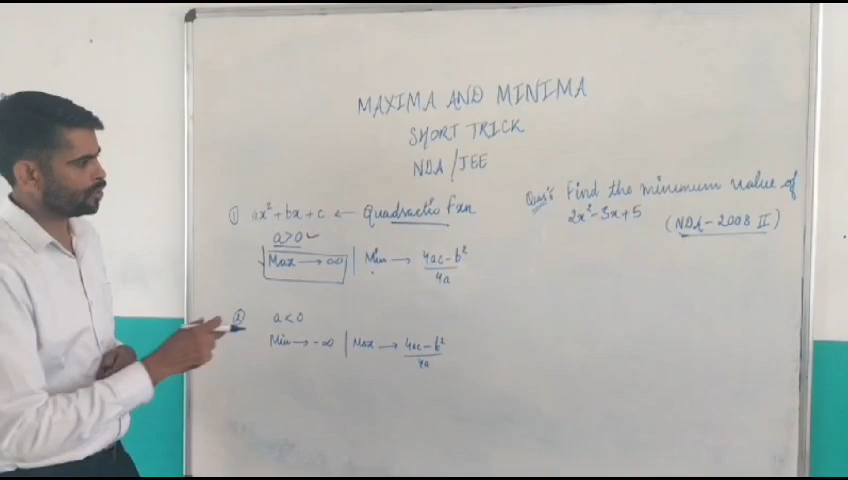 MAXIMA AND MINIMA
SHORT TRICK
NDA/JEE
① ax²+bx+c ← Quadractic Fxn
a>0 ✓
Max → ∞ | Min → 4ac-b²/4a
② a<0
Min → -∞ | Max → 4ac-b²/4a
Ques: Find the minimum value of
2x²-3x+5 (NDA-2008 II)